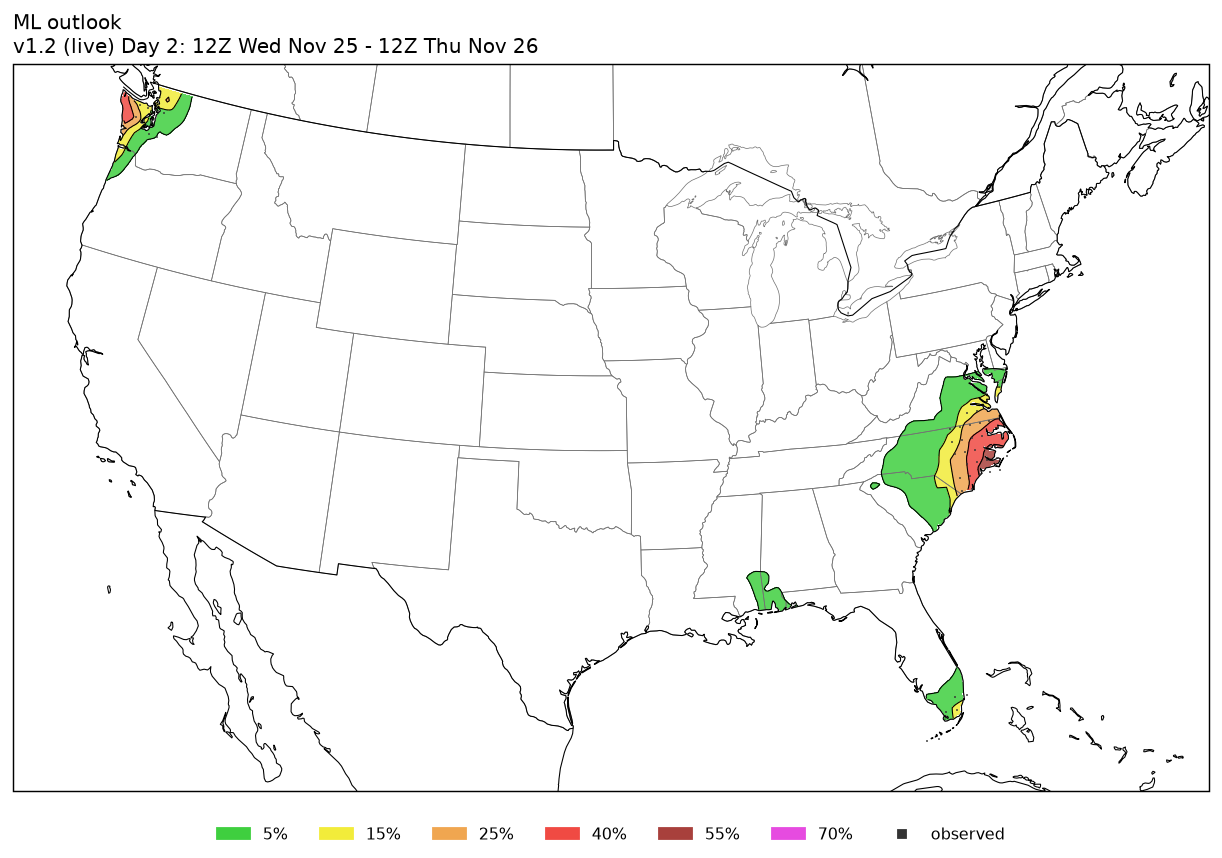 ML outlook
v1.2 (live) Day 2: 12Z Wed Nov 25 - 12Z Thu Nov 26
5% 15% 25% 40% 55% 70% observed